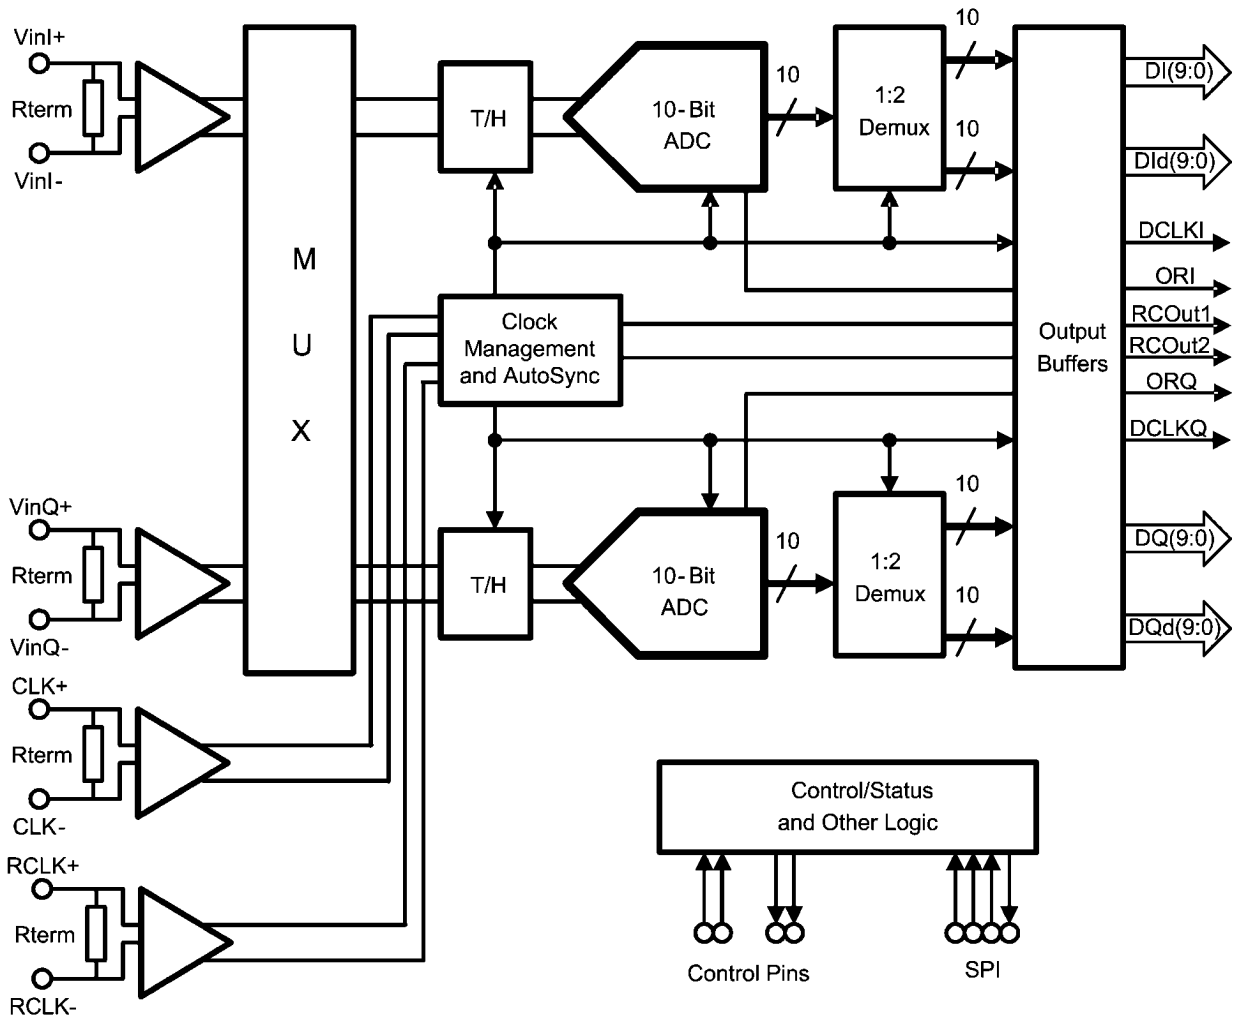 VinI+
Rterm
VinI-
M
U
X
T/H
10-Bit
ADC
10
1:2
Demux
10
10
Output
Buffers
DI(9:0)
DId(9:0)
DCLKI
ORI
RCOut1
RCOut2
ORQ
DCLKQ
DQ(9:0)
DQd(9:0)
Clock
Management
and AutoSync
VinQ+
Rterm
VinQ-
T/H
10-Bit
ADC
10
1:2
Demux
10
10
CLK+
Rterm
CLK-
RCLK+
Rterm
RCLK-
Control/Status
and Other Logic
Control Pins
SPI